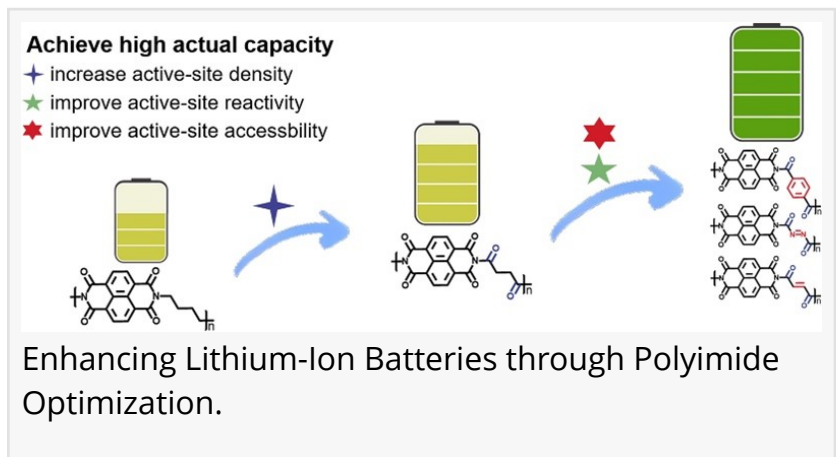 Achieve high actual capacity
increase active-site density
improve active-site reactivity
improve active-site accessbility
Enhancing Lithium-Ion Batteries through Polyimide
Optimization.